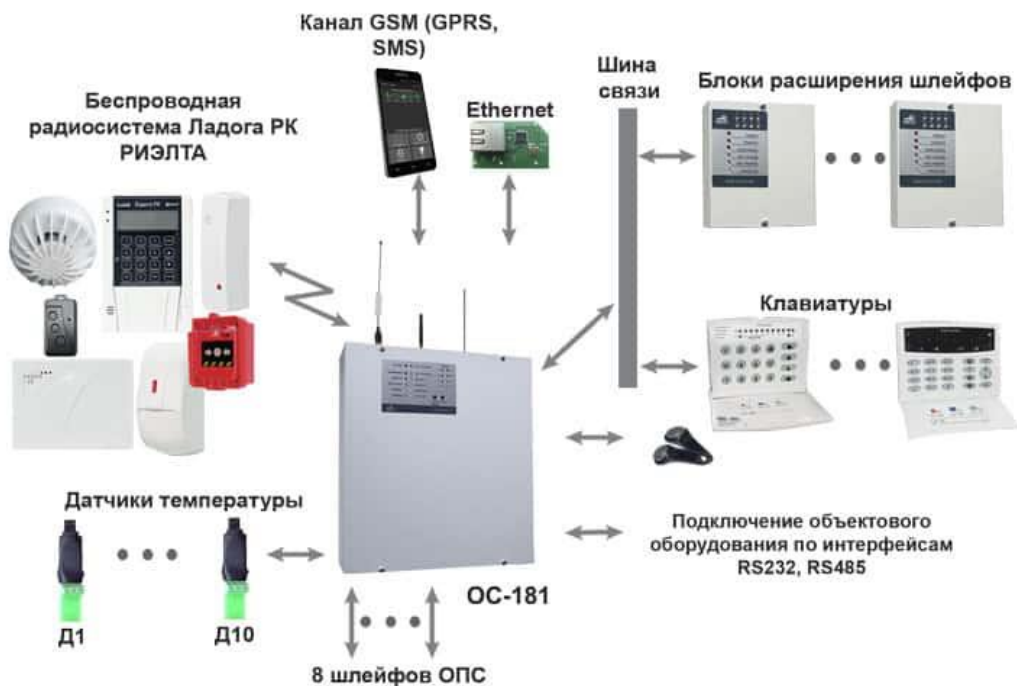 Канал GSM (GPRS,
SMS)
Шина
связи
Блоки расширения шлейфов
Беспроводная
радиосистема Ладога РК
РИЭЛТА
Ethernet
Клавиатуры
Датчики температуры
Подключение объектового
оборудования по интерфейсам
RS232, RS485
ОС-181
Д1
Д10
8 шлейфов ОПС